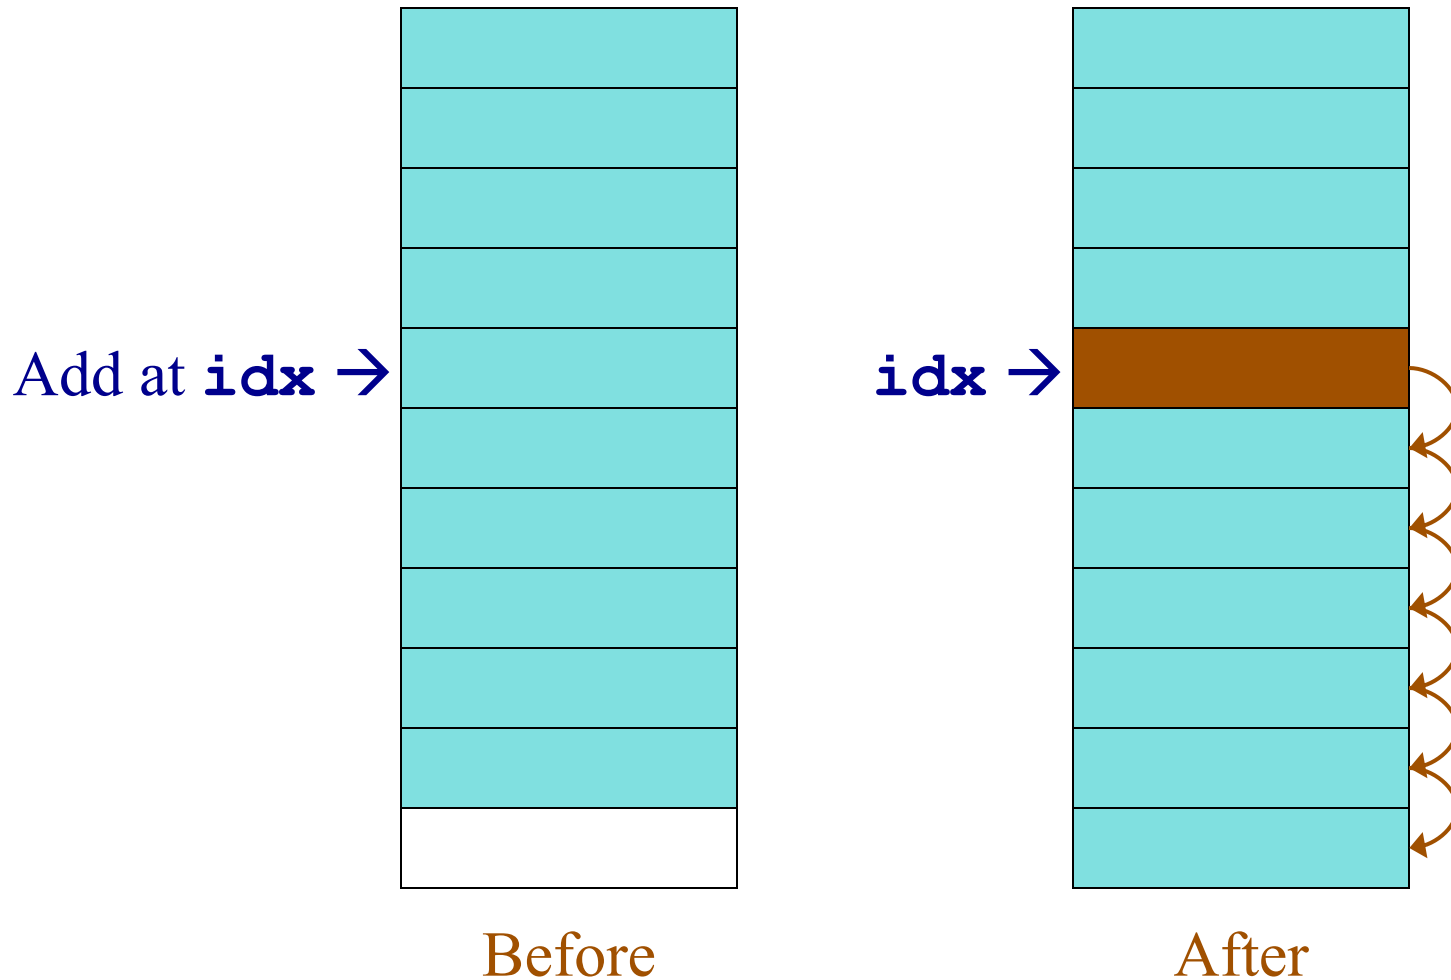 Add at idx →
idx →
Before
After